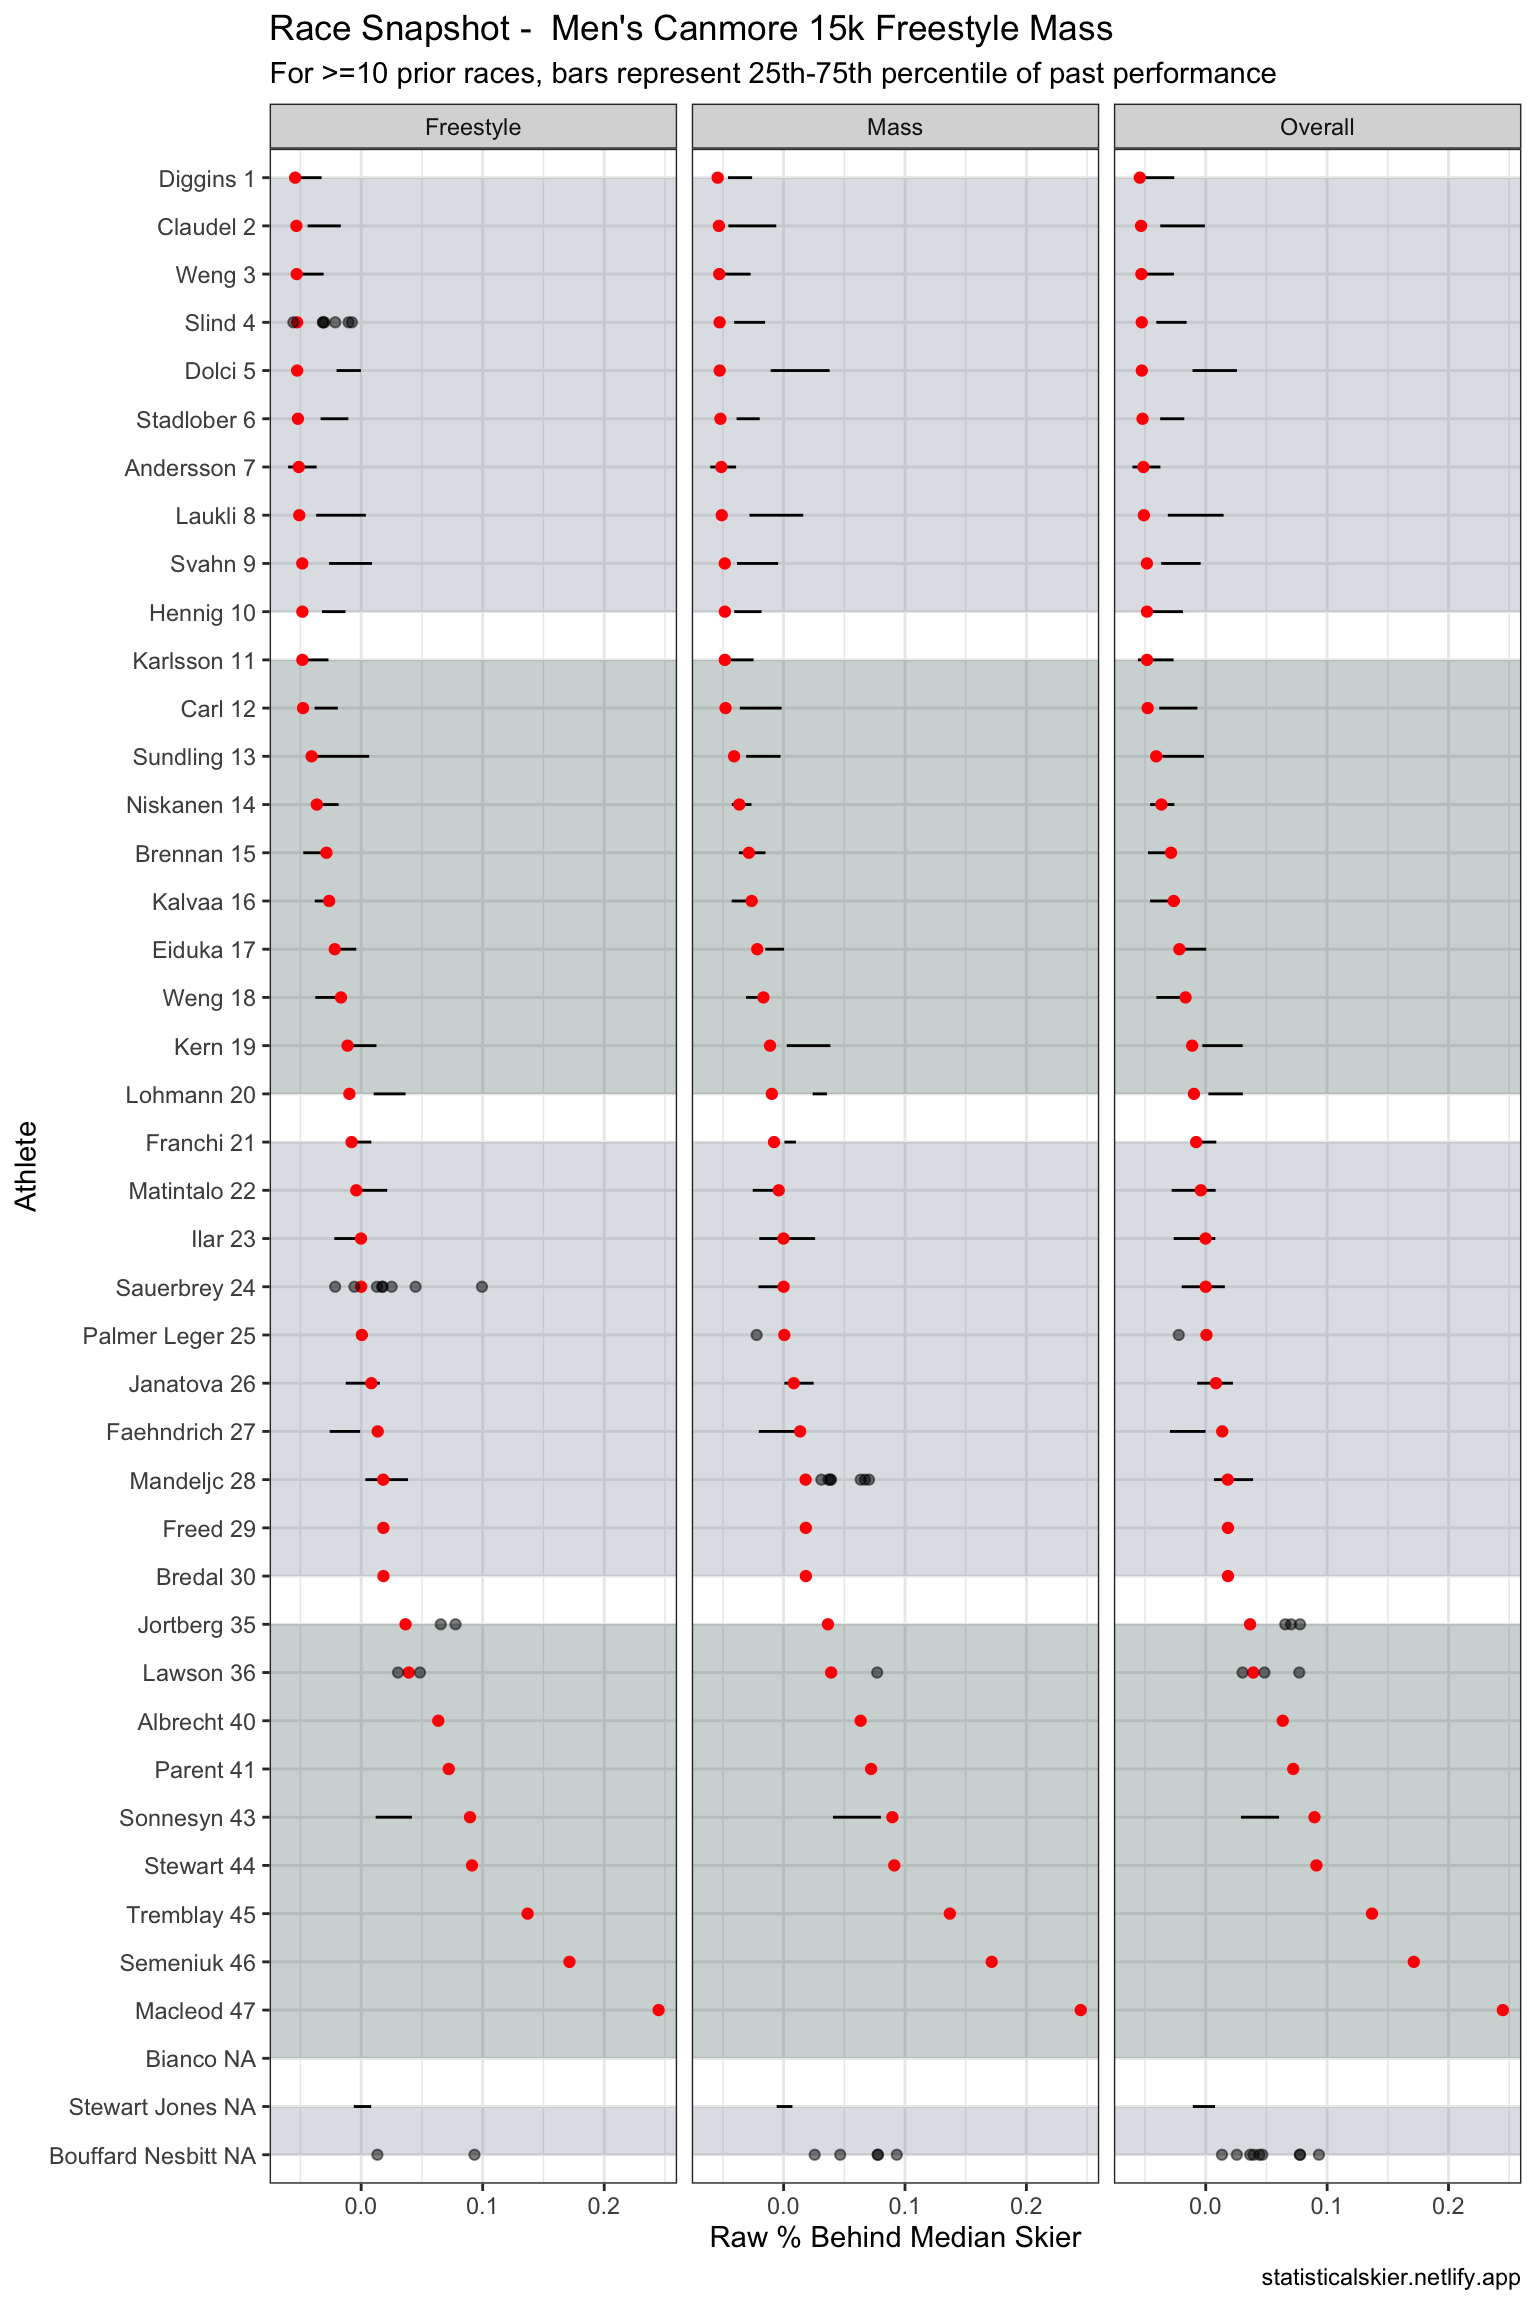 Race Snapshot -  Men's Canmore 15k Freestyle Mass
For >=10 prior races, bars represent 25th-75th percentile of past performance
Freestyle
Mass
Overall
Athlete
Diggins 1
Claudel 2
Weng 3
Slind 4
Dolci 5
Stadlober 6
Andersson 7
Laukli 8
Svahn 9
Hennig 10
Karlsson 11
Carl 12
Sundling 13
Niskanen 14
Brennan 15
Kalvaa 16
Eiduka 17
Weng 18
Kern 19
Lohmann 20
Franchi 21
Matintalo 22
Ilar 23
Sauerbrey 24
Palmer Leger 25
Janatova 26
Faehndrich 27
Mandeljc 28
Freed 29
Bredal 30
Jortberg 35
Lawson 36
Albrecht 40
Parent 41
Sonnesyn 43
Stewart 44
Tremblay 45
Semeniuk 46
Macleod 47
Bianco NA
Stewart Jones NA
Bouffard Nesbitt NA
0.0 0.1 0.2
0.0 0.1 0.2
0.0 0.1 0.2
Raw % Behind Median Skier
statisticalskier.netlify.app